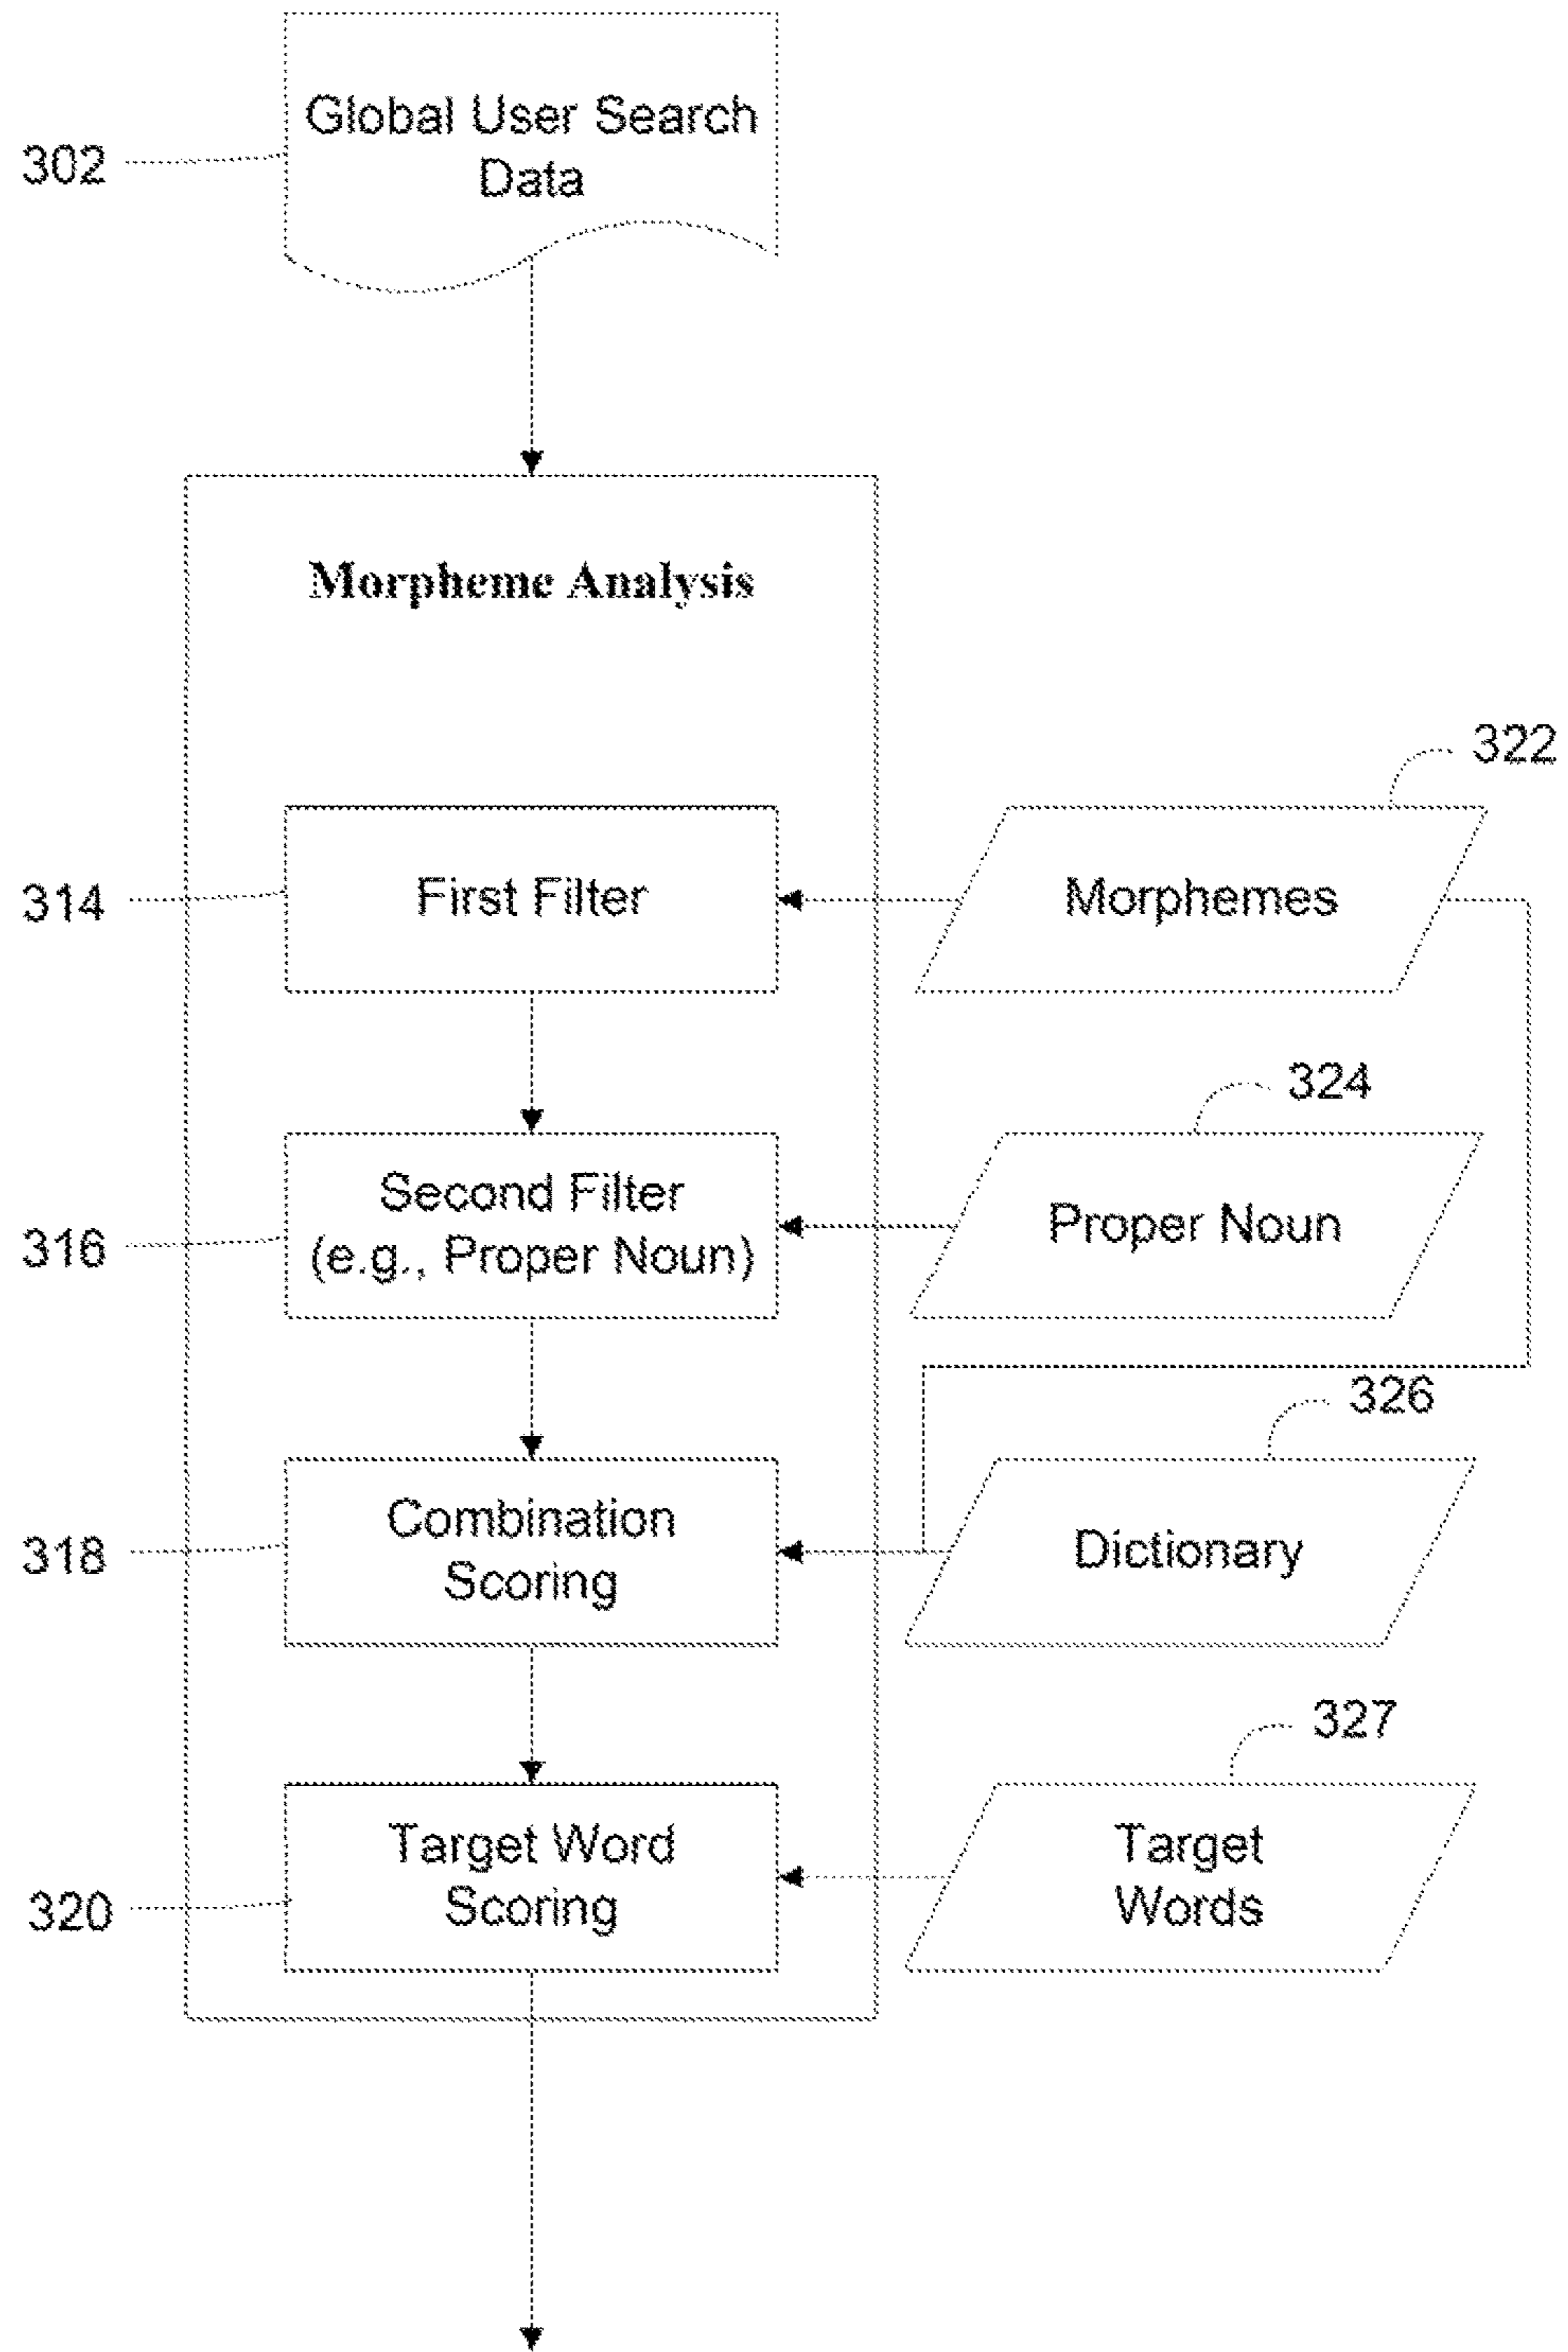 Global User Search
Data
302
Morpheme Analysis
322
314
First Filter
Morphemes
324
316
Second Filter
(e.g., Proper Noun)
Proper Noun
326
318
Combination
Scoring
Dictionary
327
320
Target Word
Scoring
Target
Words